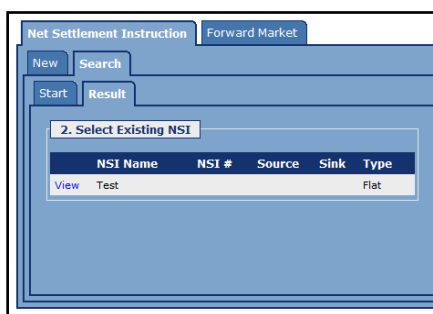 Net Settlement Instruction Forward Market
New Search
Start Result
2. Select Existing NSI
NSI Name NSI # Source Sink Type
View Test Flat